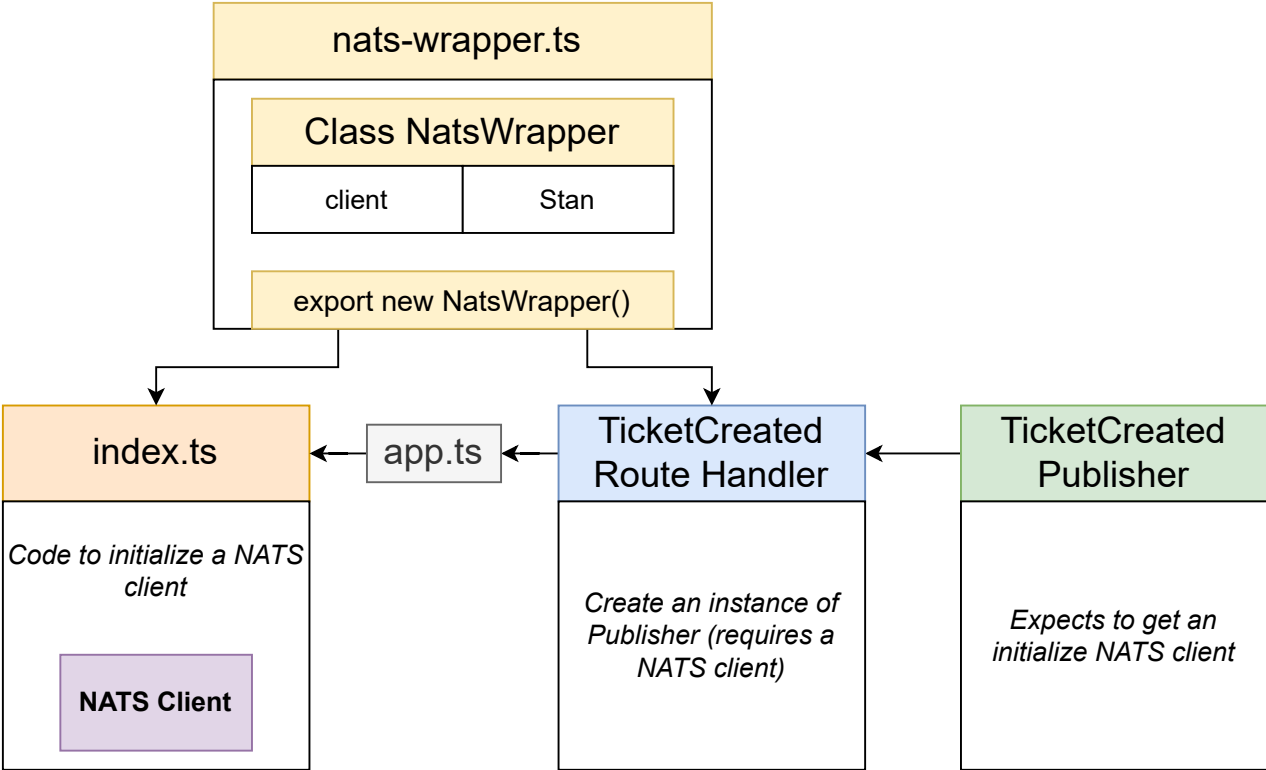 nats-wrapper.ts
Class NatsWrapper
client
Stan
export new NatsWrapper()
index.ts
app.ts
TicketCreated
Route Handler
TicketCreated
Publisher
Code to initialize a NATS
client
NATS Client
Create an instance of
Publisher (requires a
NATS client)
Expects to get an
initialize NATS client